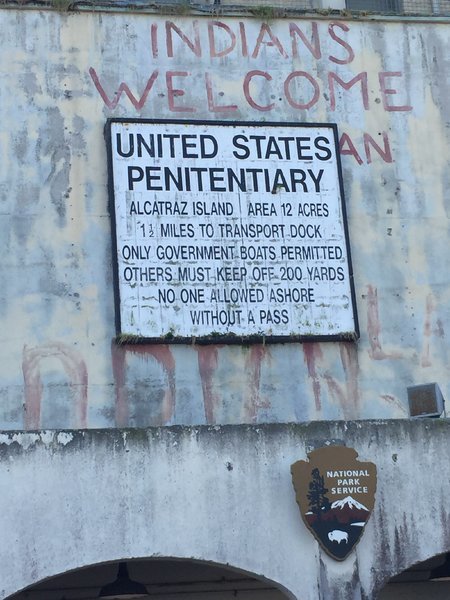 INDIANS
WELCOME
UNITED STATES
PENITENTIARY
ALCATRAZ ISLAND AREA 12 ACRES
1½ MILES TO TRANSPORT DOCK
ONLY GOVERNMENT BOATS PERMITTED
OTHERS MUST KEEP OFF 200 YARDS
NO ONE ALLOWED ASHORE
WITHOUT A PASS
NATIONAL
PARK
SERVICE